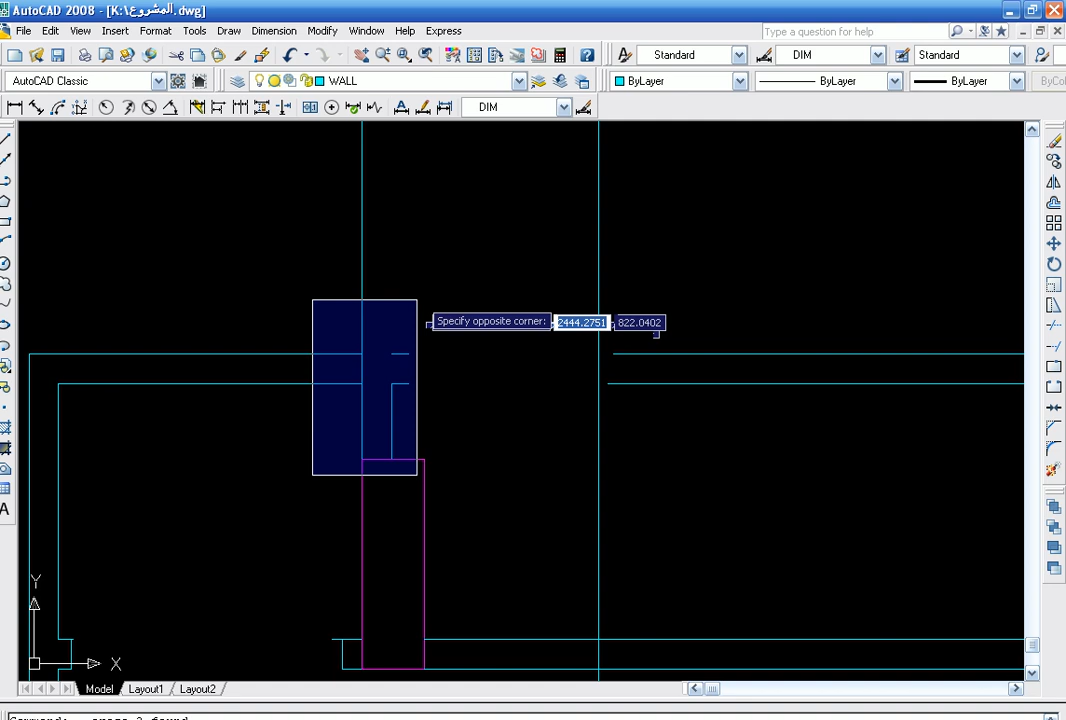 AutoCAD 2008 - [K:\المشروع.dwg]
File Edit View Insert Format Tools Draw Dimension Modify Window Help Express
Type a question for help
Standard DIM Standard
AutoCAD Classic WALL ByLayer ByLayer ByLayer ByCol
DIM
Specify opposite corner: 2444.2751 822.0402
Y
X
A
Model Layout1 Layout2